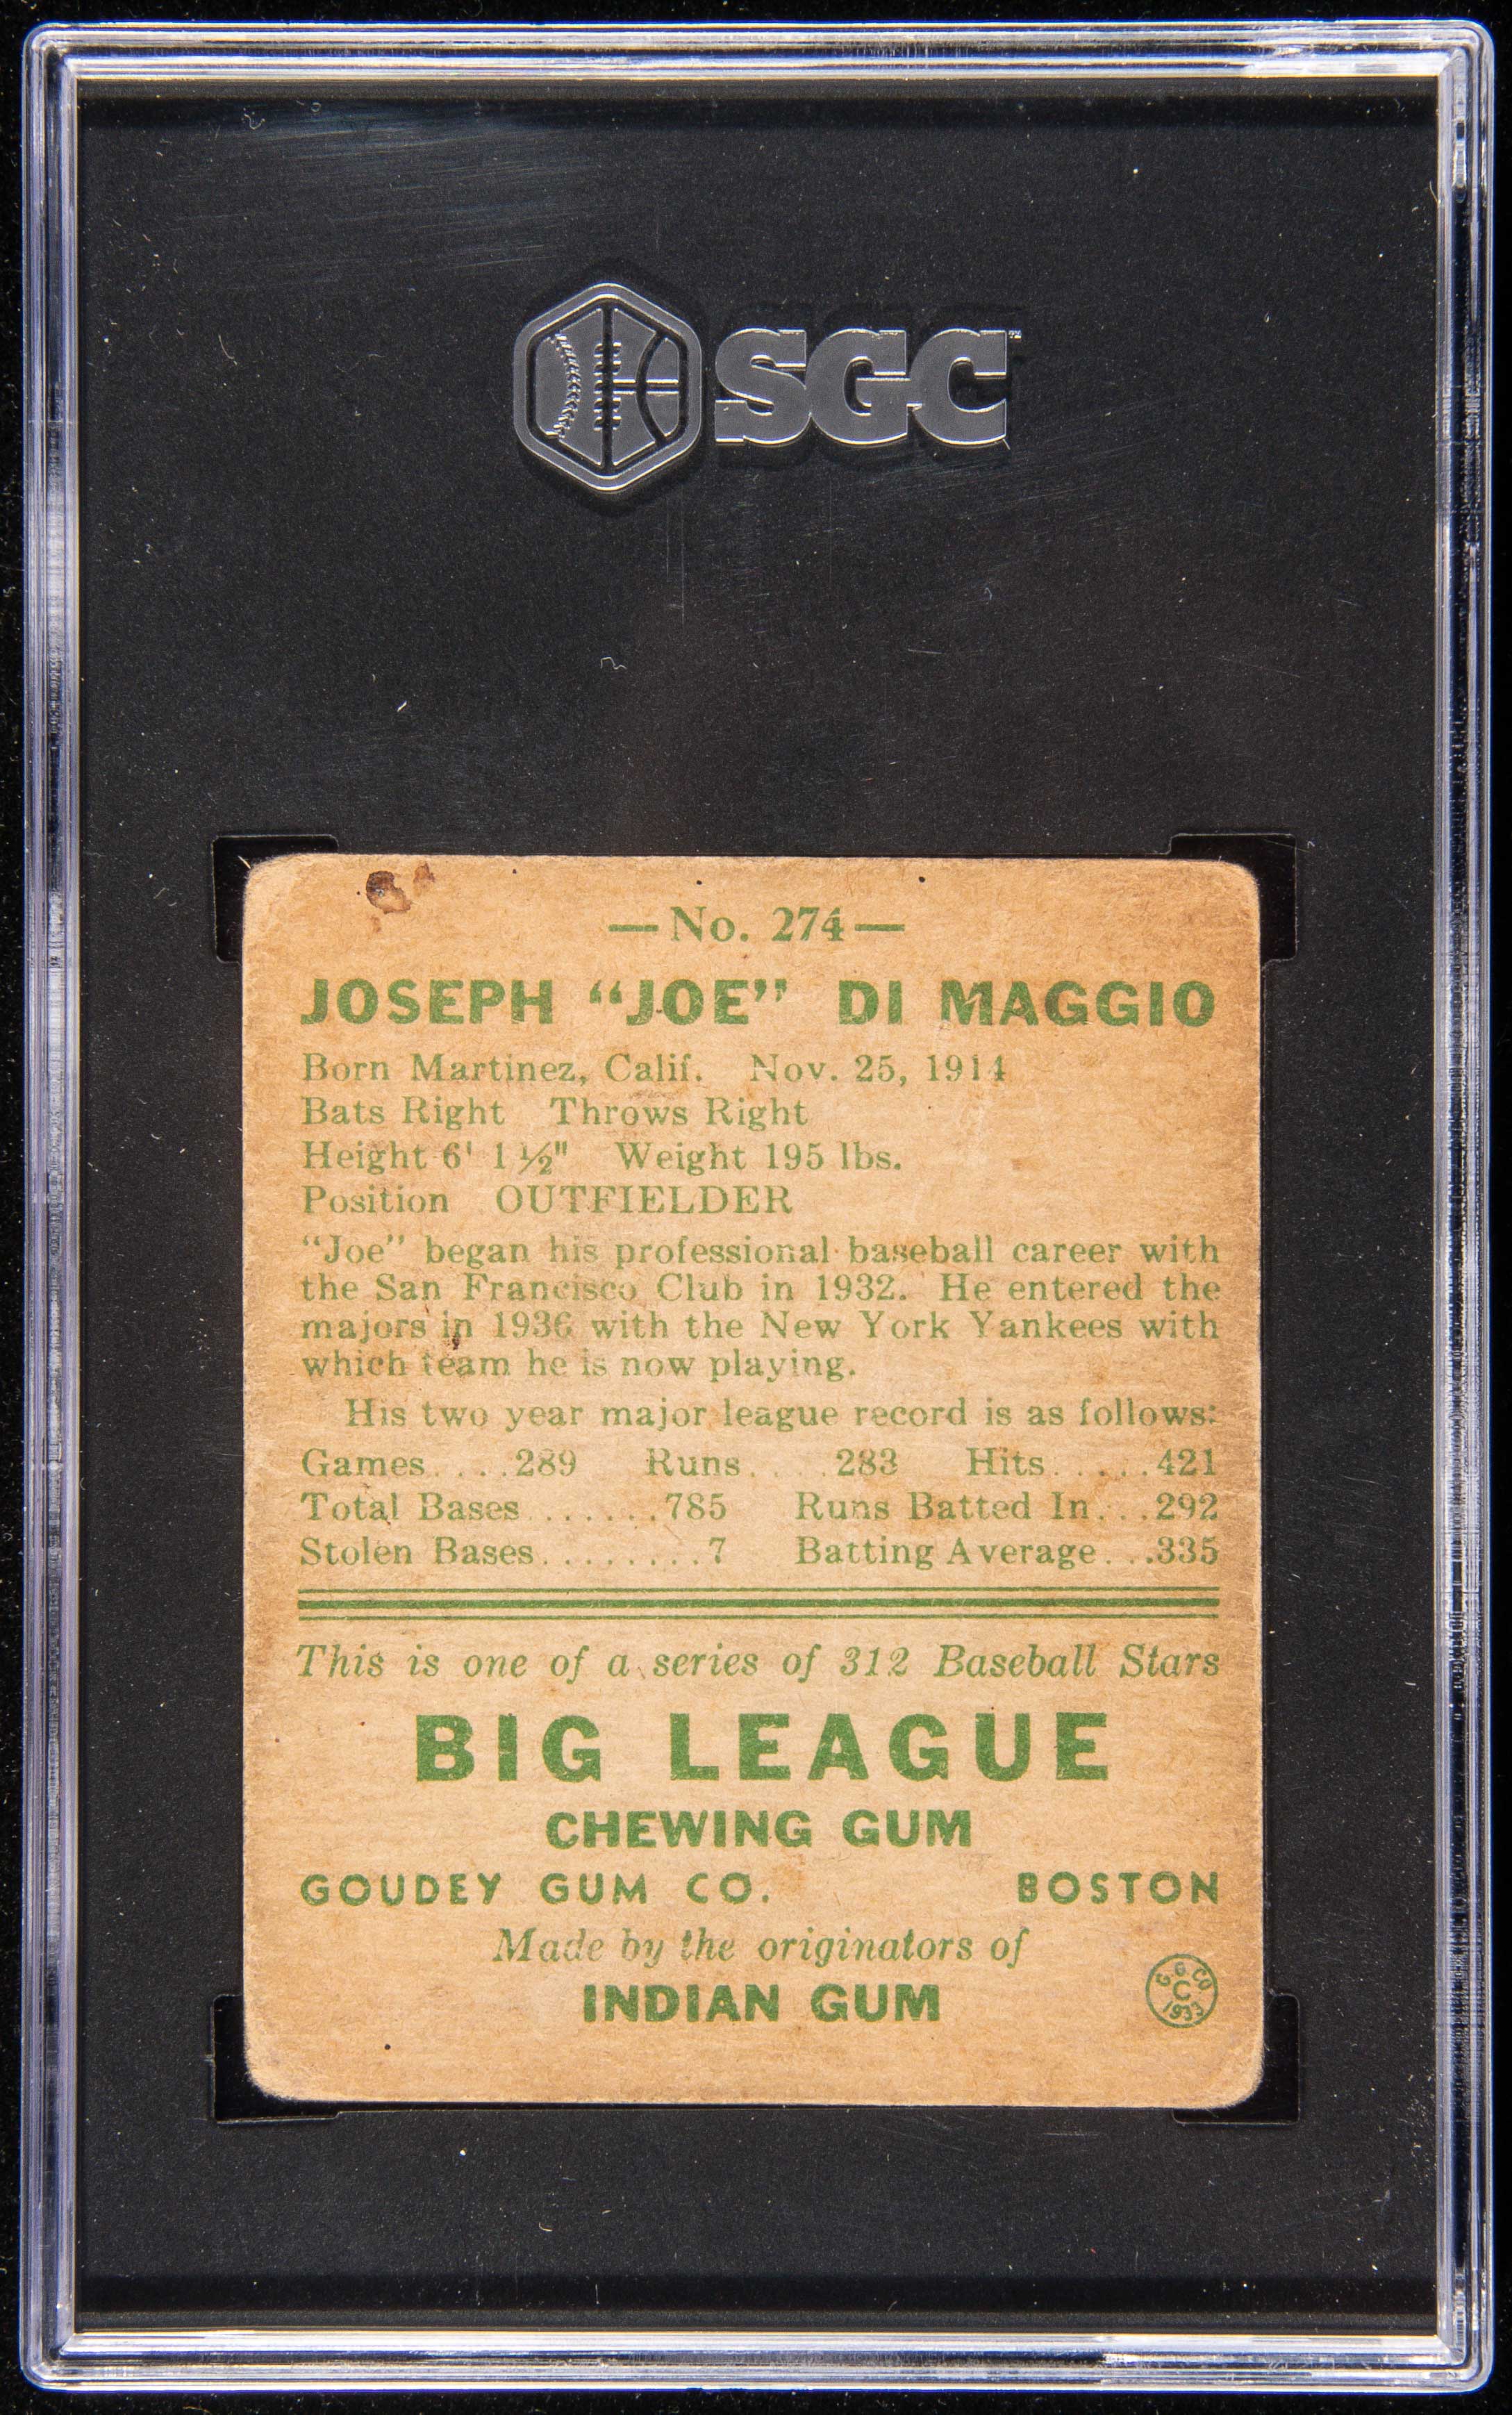 SGC™
—No. 274—
JOSEPH “JOE” DI MAGGIO
Born Martinez, Calif. Nov. 25, 1914
Bats Right Throws Right
Height 6' 1½" Weight 195 lbs.
Position OUTFIELDER
“Joe” began his professional baseball career with
the San Francisco Club in 1932. He entered the
majors in 1936 with the New York Yankees with
which team he is now playing.
His two year major league record is as follows:
Games....289 Runs....283 Hits.....421
Total Bases.......785 Runs Batted In...292
Stolen Bases........7 Batting Average...335
This is one of a series of 312 Baseball Stars
BIG LEAGUE
CHEWING GUM
GOUDEY GUM CO. BOSTON
Made by the originators of
INDIAN GUM
G G CO
C
1933